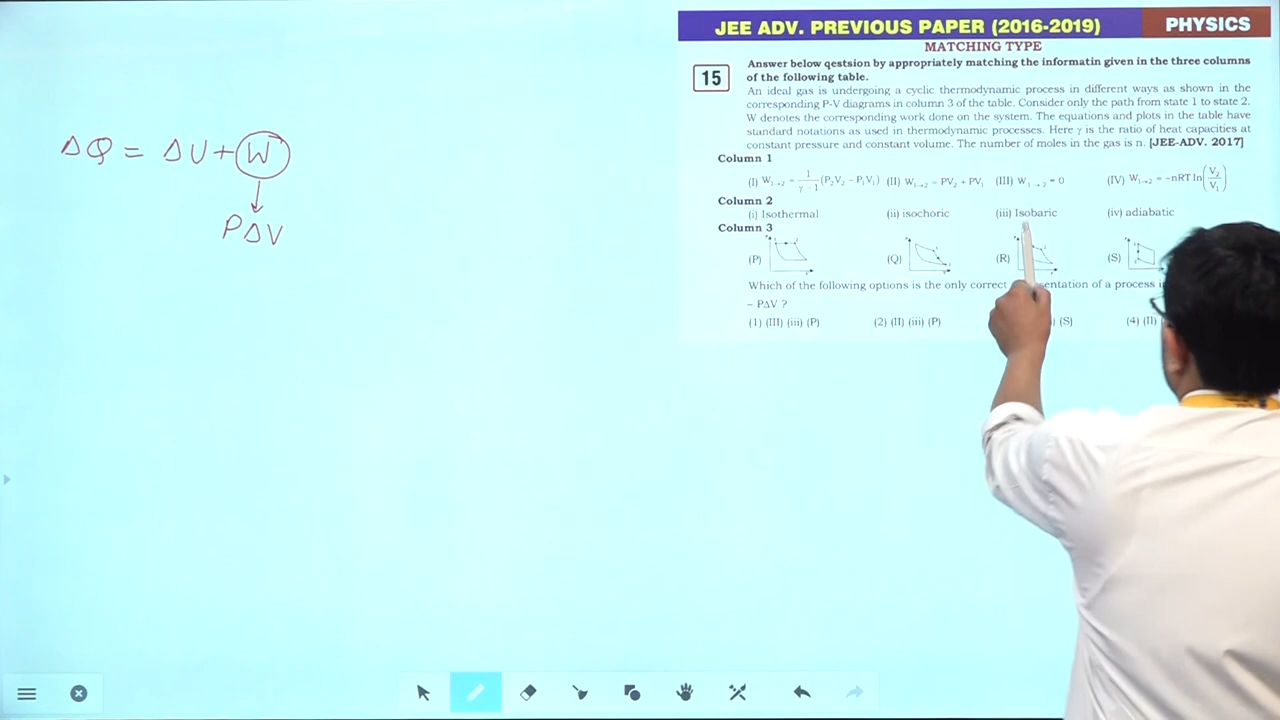 JEE ADV. PREVIOUS PAPER (2016-2019) PHYSICS
MATCHING TYPE
15
Answer below qestsion by appropriately matching the informatin given in the three columns
of the following table.
An ideal gas is undergoing a cyclic thermodynamic process in different ways as shown in the
corresponding P-V diagrams in column 3 of the table. Consider only the path from state 1 to state 2.
W denotes the corresponding work done on the system. The equations and plots in the table have
standard notations as used in thermodynamic processes. Here γ is the ratio of heat capacities at
constant pressure and constant volume. The number of moles in the gas is n. [JEE-ADV. 2017]
Column 1
(I) W₁→₂ = 1/(γ − 1) (P₂V₂ − P₁V₁) (II) W₁→₂ = PV₂ + PV₁ (III) W₁→₂ = 0 (IV) W₁→₂ = −nRT ln(V₂/V₁)
Column 2
(i) Isothermal (ii) isochoric (iii) Isobaric (iv) adiabatic
Column 3
(P) (Q) (R) (S)
Which of the following options is the only correct
− PΔV ?
(1) (III) (iii) (P) (2) (II) (iii) (P) (S) (4) (II)
ΔQ = ΔU + W
PΔV